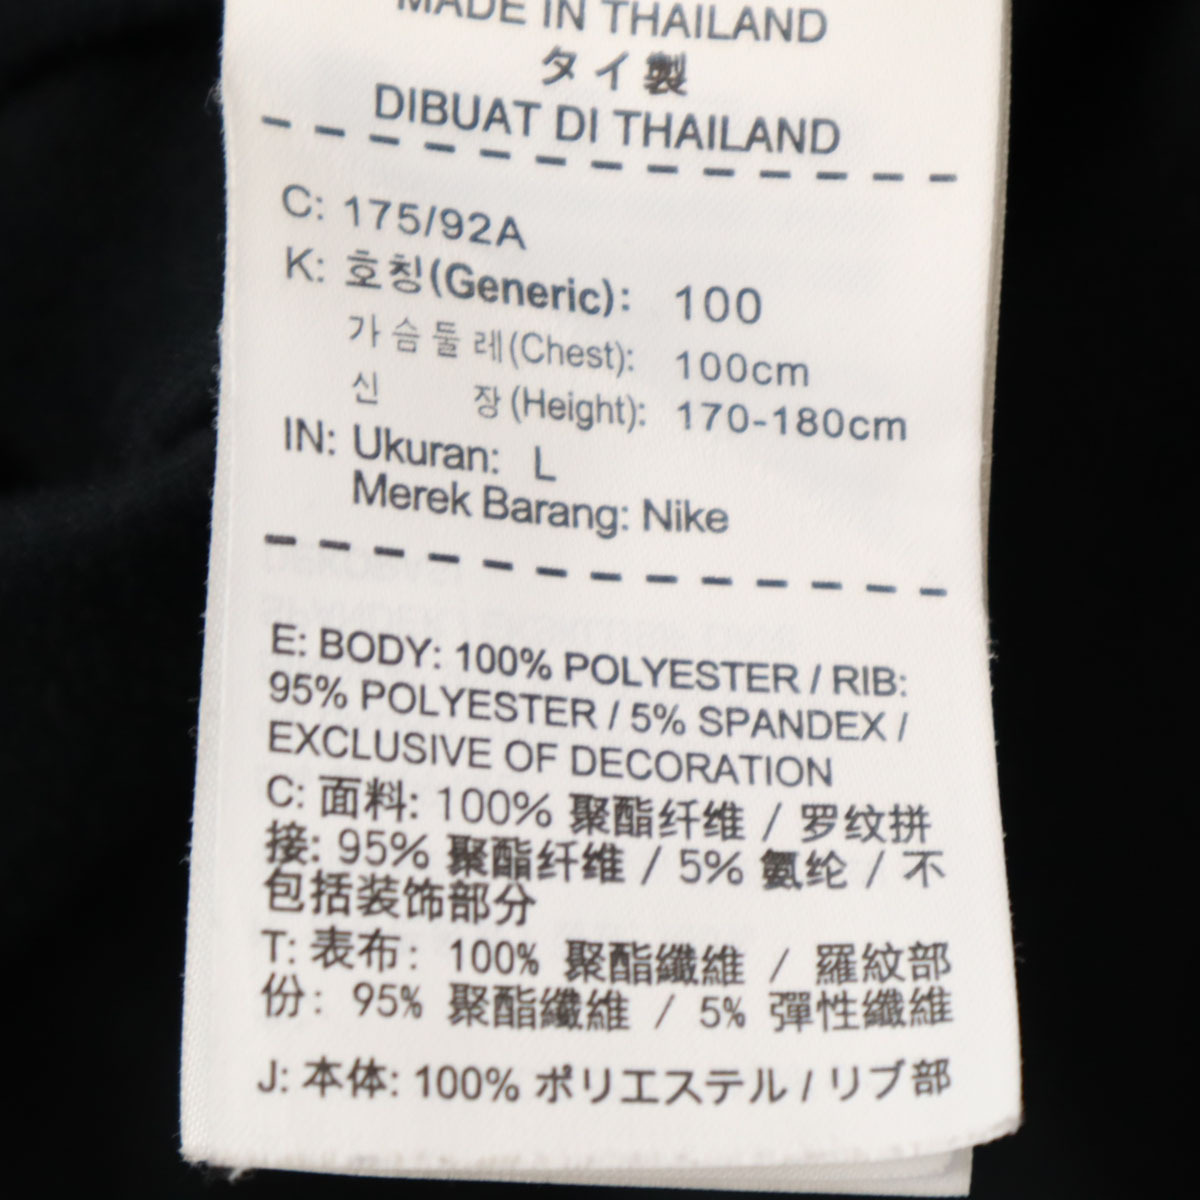 MADE IN THAILAND
タイ製
DIBUAT DI THAILAND
C: 175/92A
K: 호칭(Generic): 100
가슴둘레(Chest): 100cm
신 장(Height): 170-180cm
IN: Ukuran: L
Merek Barang: Nike
E: BODY: 100% POLYESTER / RIB:
95% POLYESTER / 5% SPANDEX /
EXCLUSIVE OF DECORATION
C: 面料: 100% 聚酯纤维 / 罗纹拼
接: 95% 聚酯纤维 / 5% 氨纶 / 不
包括装饰部分
T: 表布: 100% 聚酯纖維 / 羅紋部
份: 95% 聚酯纖維 / 5% 彈性纖維
J: 本体: 100% ポリエステル / リブ部